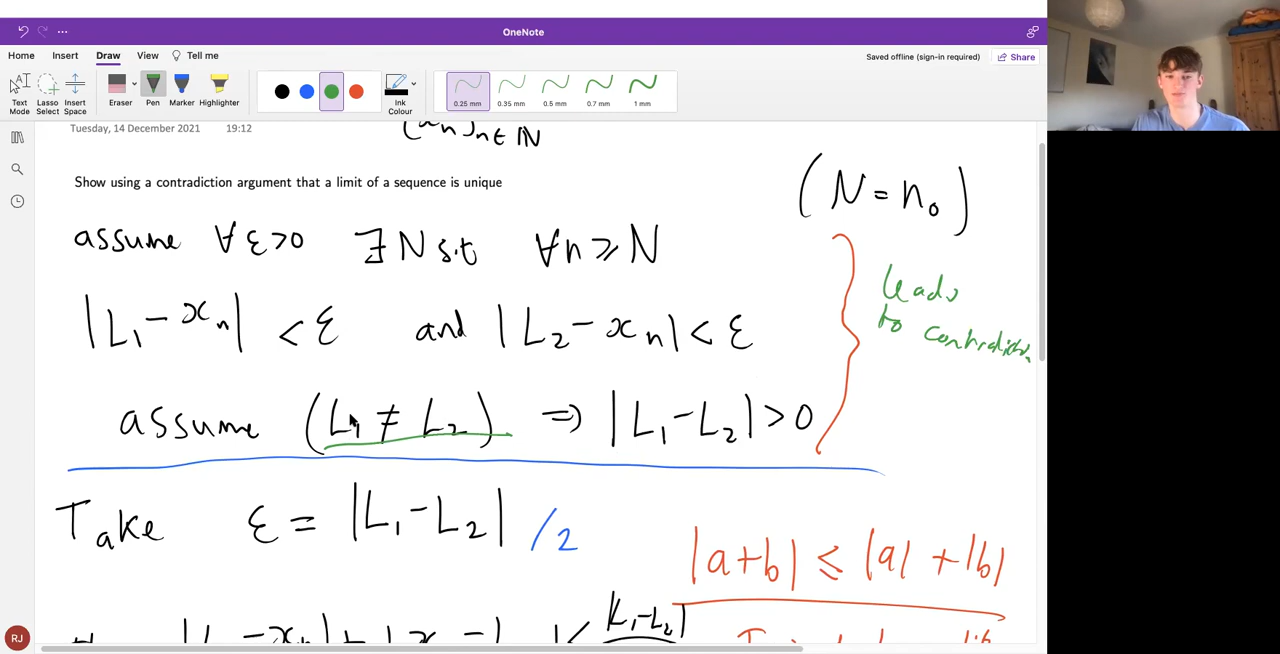 OneNote
Home Insert Draw View Tell me
Saved offline (sign-in required) Share
Text Mode
Lasso Select
Insert Space
Eraser
Pen
Marker
Highlighter
Ink Colour
0.25 mm 0.35 mm 0.5 mm 0.7 mm 1 mm
Tuesday, 14 December 2021 19:12
n∈ℕ
Show using a contradiction argument that a limit of a sequence is unique
(N = n₀)
assume ∀ε>0 ∃N s.t ∀n ⩾ N
|L₁ - xₙ| < ε and |L₂ - xₙ| < ε
leads
to
assume (L₁ ≠ L₂) ⇒ |L₁ - L₂| > 0
Take ε = |L₁ - L₂| /2
|a+b| ⩽ |a| + |b|
RJ